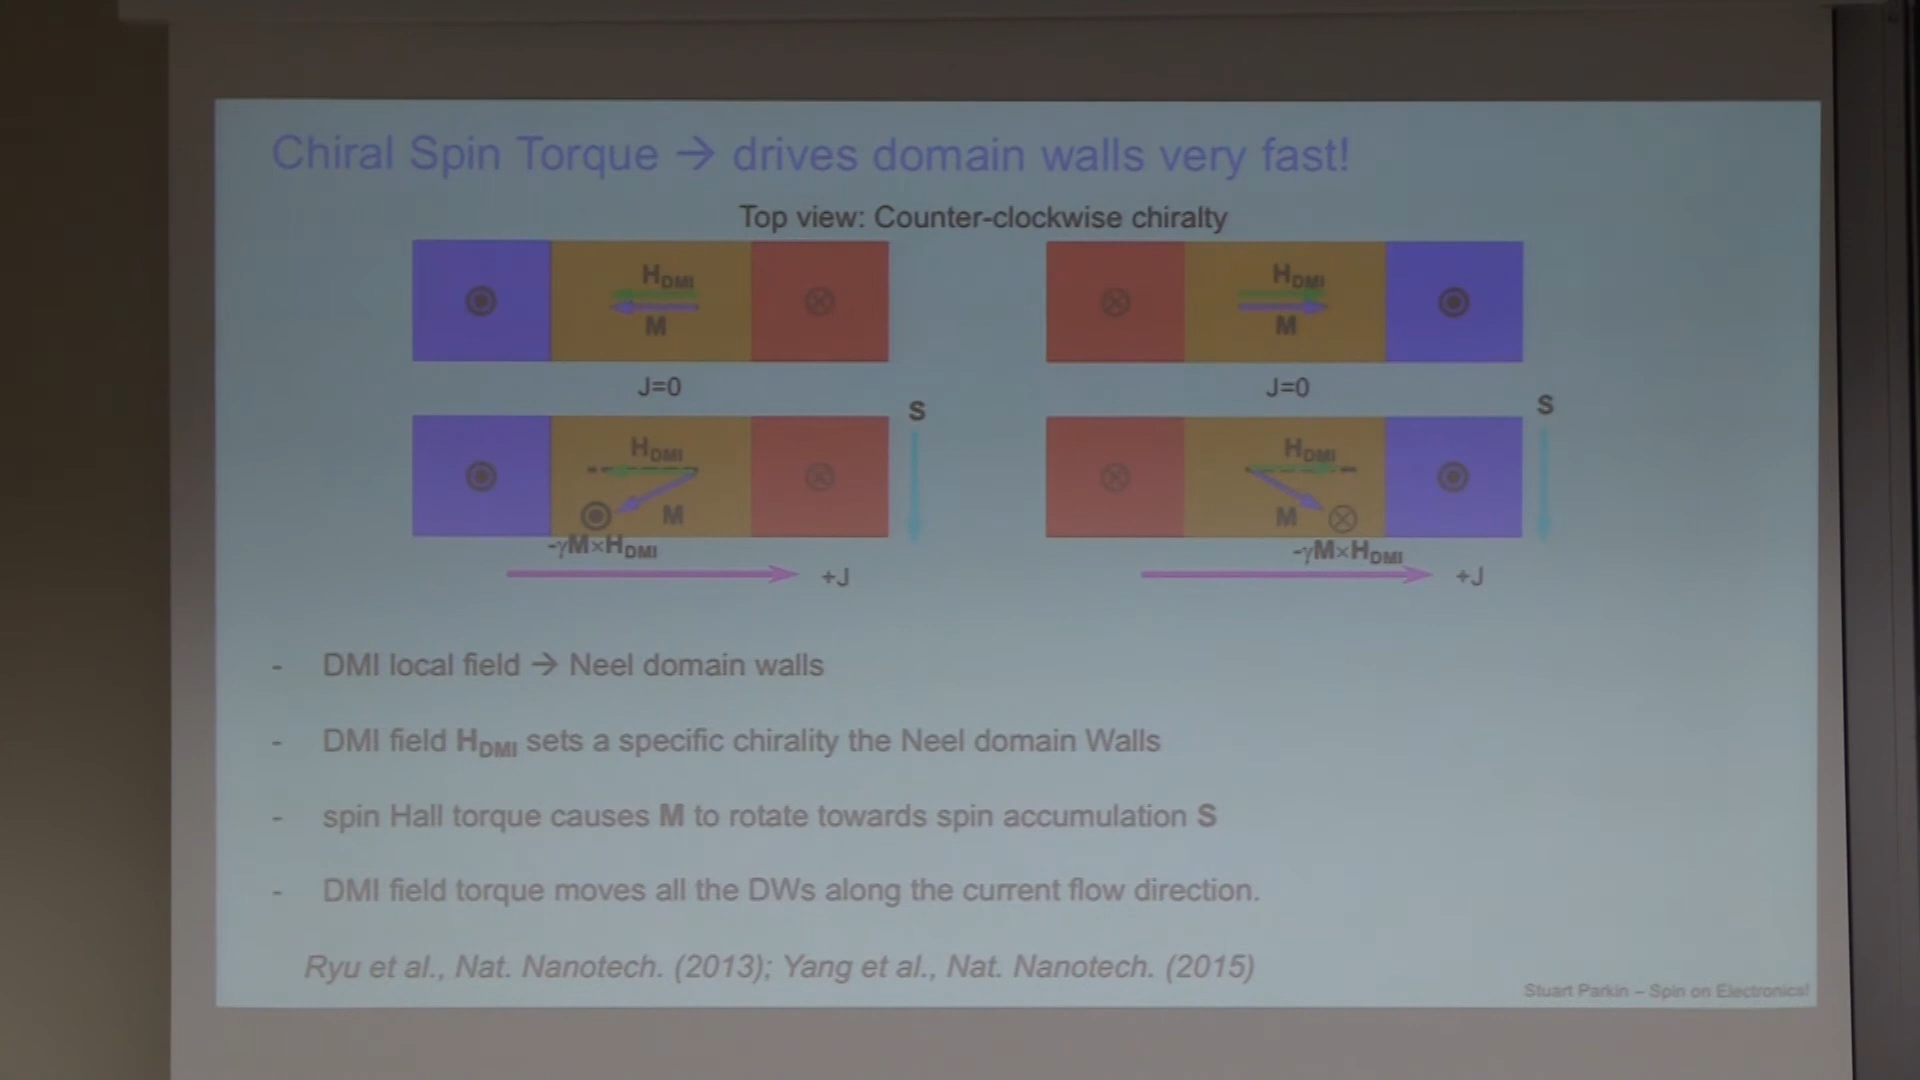 Chiral Spin Torque → drives domain walls very fast!
Top view: Counter-clockwise chiralty
H_DMI
M
H_DMI
M
J=0
J=0
S
S
H_DMI
M
-γM×H_DMI
+J
H_DMI
M
-γM×H_DMI
+J
- DMI local field → Neel domain walls
- DMI field H_DMI sets a specific chirality the Neel domain Walls
- spin Hall torque causes M to rotate towards spin accumulation S
- DMI field torque moves all the DWs along the current flow direction.
Ryu et al., Nat. Nanotech. (2013); Yang et al., Nat. Nanotech. (2015)
Stuart Parkin – Spin on Electronics!